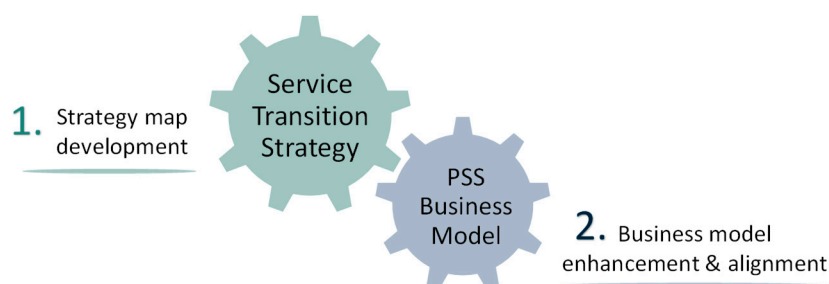 1. Strategy map
development
Service
Transition
Strategy
PSS
Business
Model
2. Business model
enhancement & alignment